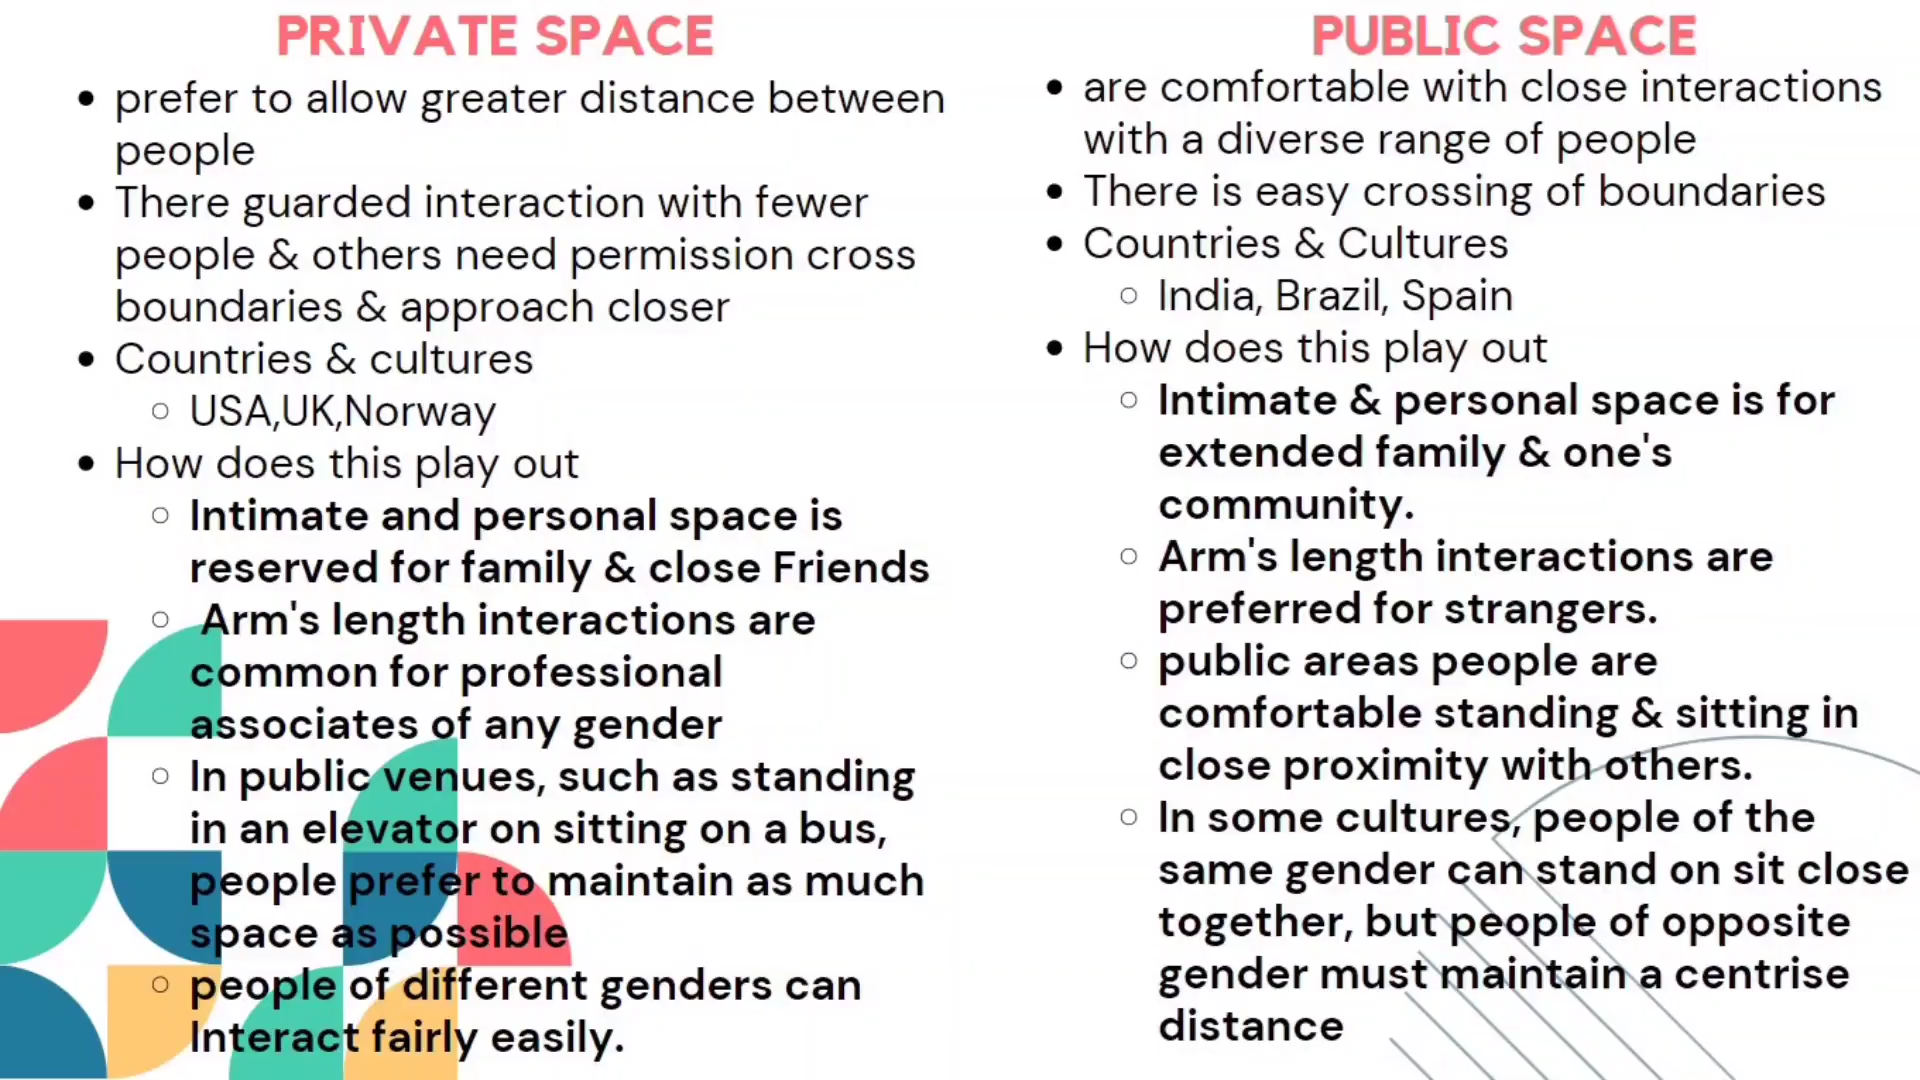 PRIVATE SPACE
• prefer to allow greater distance between
people
• There guarded interaction with fewer
people & others need permission cross
boundaries & approach closer
• Countries & cultures
○ USA,UK,Norway
• How does this play out
○ Intimate and personal space is
reserved for family & close Friends
○ Arm's length interactions are
common for professional
associates of any gender
○ In public venues, such as standing
in an elevator on sitting on a bus,
people prefer to maintain as much
space as possible
○ people of different genders can
Interact fairly easily.
PUBLIC SPACE
• are comfortable with close interactions
with a diverse range of people
• There is easy crossing of boundaries
• Countries & Cultures
○ India, Brazil, Spain
• How does this play out
○ Intimate & personal space is for
extended family & one's
community.
○ Arm's length interactions are
preferred for strangers.
○ public areas people are
comfortable standing & sitting in
close proximity with others.
○ In some cultures, people of the
same gender can stand on sit close
together, but people of opposite
gender must maintain a centrise
distance